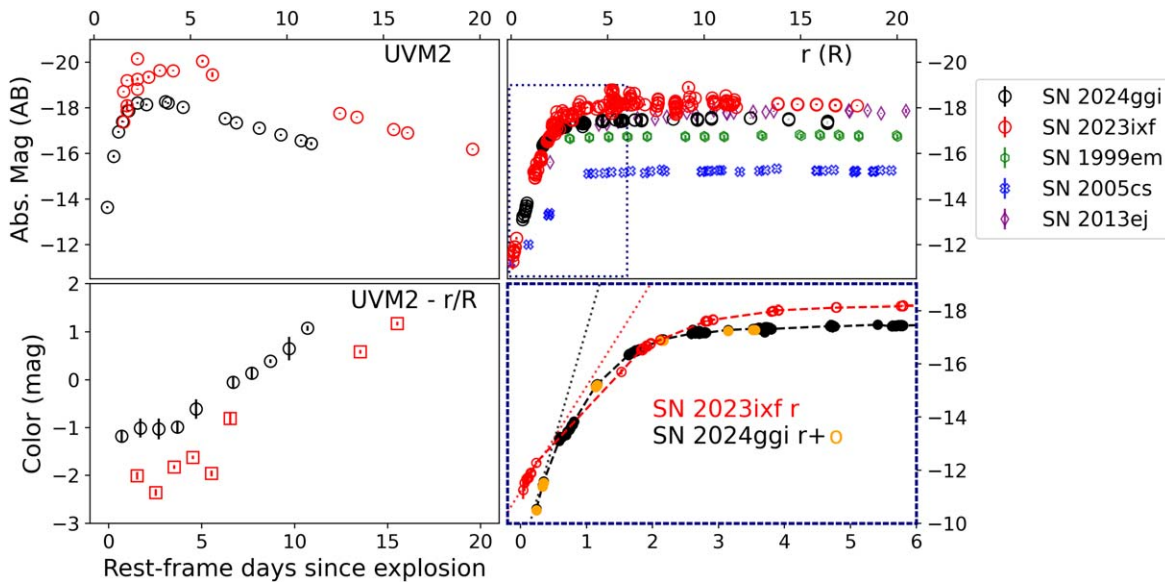 0 5 10 15 20 0 5 10 15 20
UVM2 r (R)
Abs. Mag (AB)
−20 −20
−18 −18
−16 −16
−14 −14
−12 −12
SN 2024ggi
SN 2023ixf
SN 1999em
SN 2005cs
SN 2013ej
UVM2 - r/R
Color (mag)
2
1
0
−1
−2
−3
−18
−16
−14
−12
−10
SN 2023ixf r
SN 2024ggi r+o
0 5 10 15 20 0 1 2 3 4 5 6
Rest-frame days since explosion